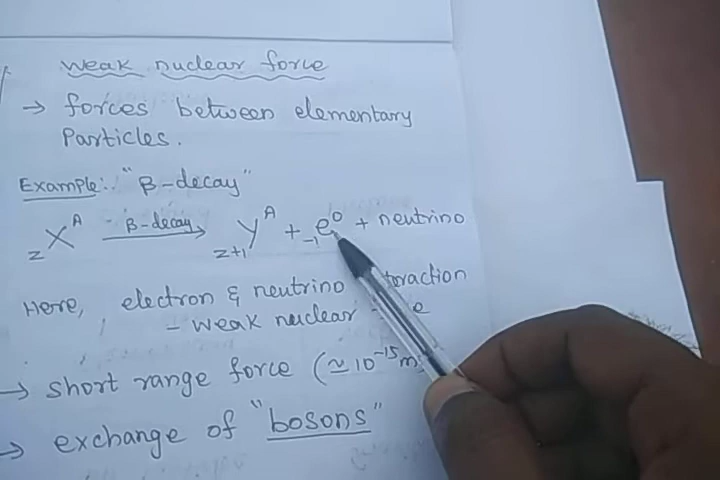 weak nuclear force
→ forces between elementary
Particles.
Example: "β-decay"
zX^A β-decay→ z+1Y^A + -1e^0 + neutrino
Here, electron & neutrino
- weak nuclear
→ short range force (≃10^-15 m
→ exchange of "bosons"